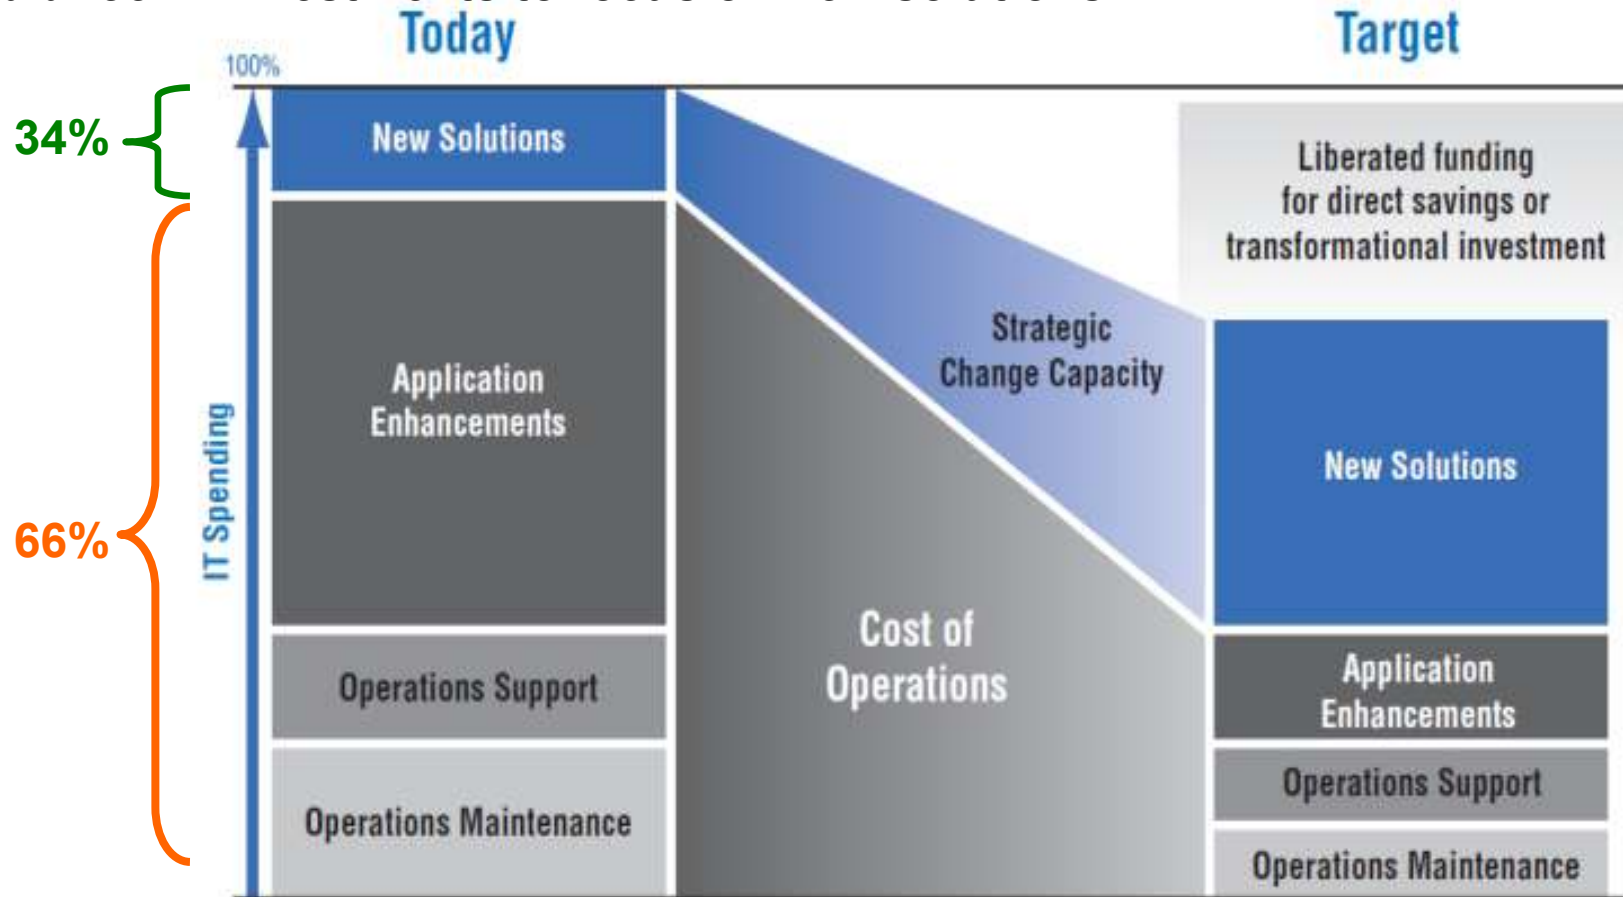 Today
Target
100%
34%
66%
IT Spending
New Solutions
Application
Enhancements
Operations Support
Operations Maintenance
Strategic
Change Capacity
Cost of
Operations
Liberated funding
for direct savings or
transformational investment
New Solutions
Application
Enhancements
Operations Support
Operations Maintenance